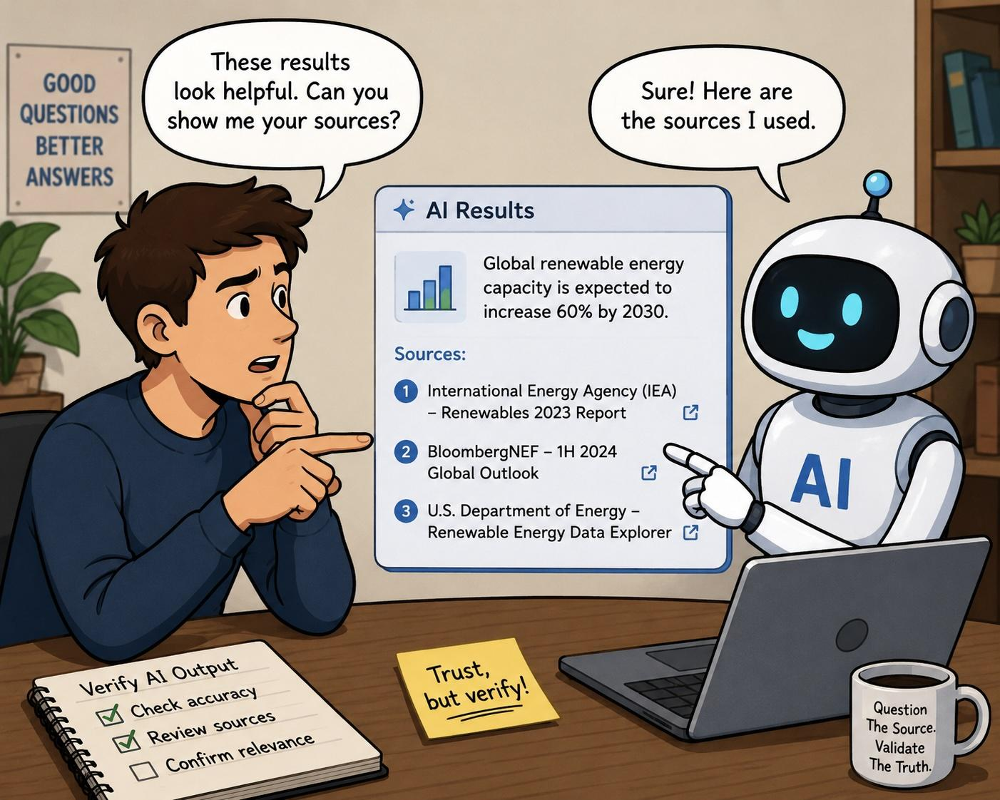 GOOD
QUESTIONS
BETTER
ANSWERS
These results
look helpful. Can you
show me your sources?
Sure! Here are
the sources I used.
AI Results
Global renewable energy
capacity is expected to
increase 60% by 2030.
Sources:
1 International Energy Agency (IEA)
– Renewables 2023 Report
2 BloombergNEF – 1H 2024
Global Outlook
3 U.S. Department of Energy –
Renewable Energy Data Explorer
AI
Verify AI Output
Check accuracy
Review sources
Confirm relevance
Trust,
but verify!
Question
The Source.
Validate
The Truth.